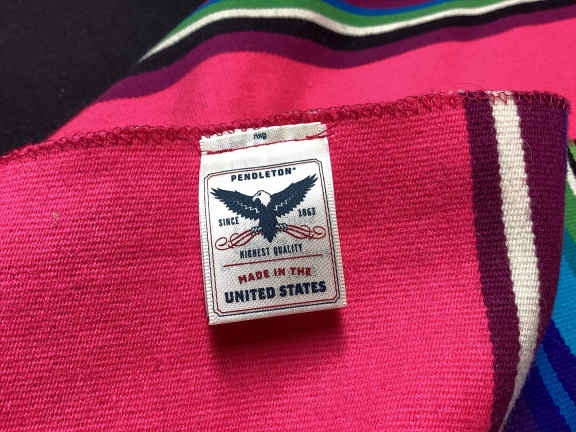 PENDLETON®
SINCE 1863
HIGHEST QUALITY
MADE IN THE
UNITED STATES